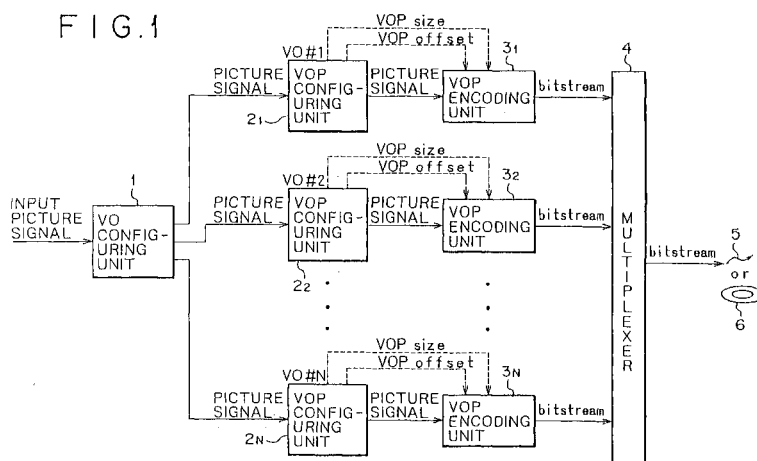 FIG.1
VOP size
VOP offset
VO#1
PICTURE
SIGNAL
VOP
CONFIG-
URING
UNIT
21
PICTURE
SIGNAL
31
VOP
ENCODING
UNIT
bitstream
4
VOP size
VOP offset
VO#2
INPUT
PICTURE
SIGNAL
1
VO
CONFIG-
URING
UNIT
PICTURE
SIGNAL
VOP
CONFIG-
URING
UNIT
22
PICTURE
SIGNAL
32
VOP
ENCODING
UNIT
bitstream
MULTIPLEXER
bitstream
5
or
6
VOP size
VOP offset
VO#N
PICTURE
SIGNAL
VOP
CONFIG-
URING
UNIT
2N
PICTURE
SIGNAL
3N
VOP
ENCODING
UNIT
bitstream